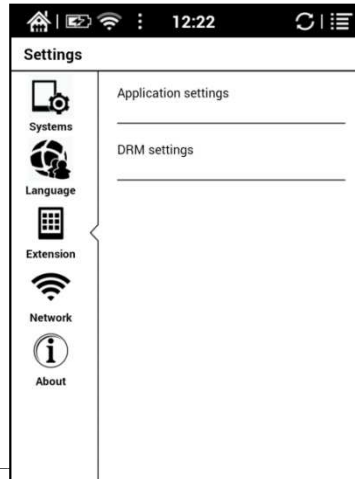 12:22
Settings
Systems
Application settings
DRM settings
Language
Extension
Network
About